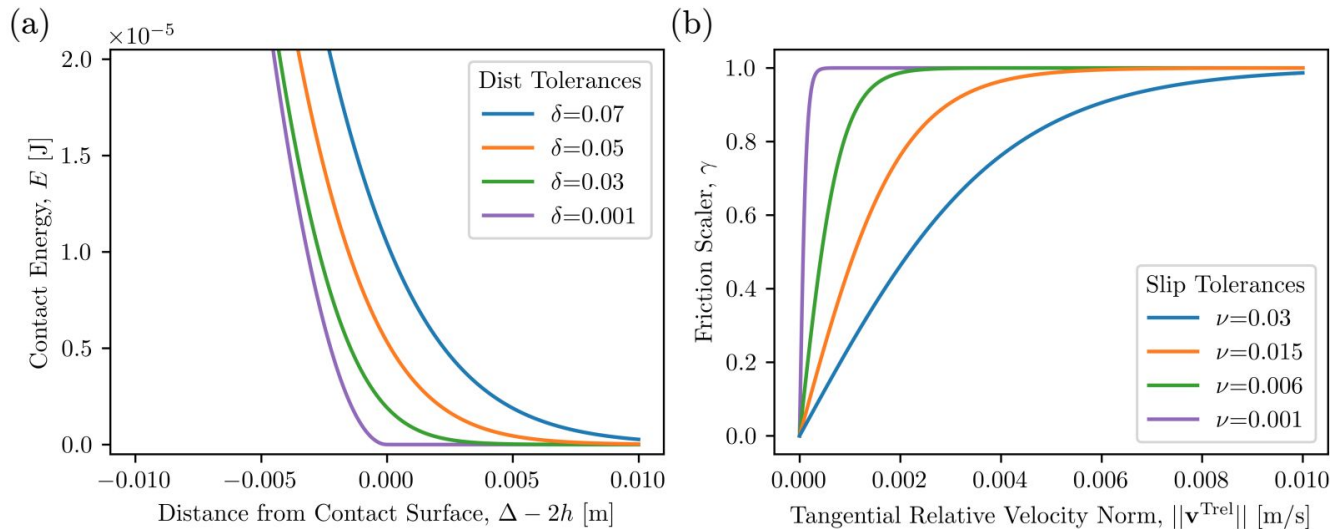 (a)
×10⁻⁵
2.0
1.5
1.0
0.5
0.0
Contact Energy, E [J]
Dist Tolerances
δ=0.07
δ=0.05
δ=0.03
δ=0.001
−0.010 −0.005 0.000 0.005 0.010
Distance from Contact Surface, Δ − 2h [m]
(b)
1.0
0.8
0.6
0.4
0.2
0.0
Friction Scaler, γ
Slip Tolerances
ν=0.03
ν=0.015
ν=0.006
ν=0.001
0.000 0.002 0.004 0.006 0.008 0.010
Tangential Relative Velocity Norm, ||v^Trel|| [m/s]